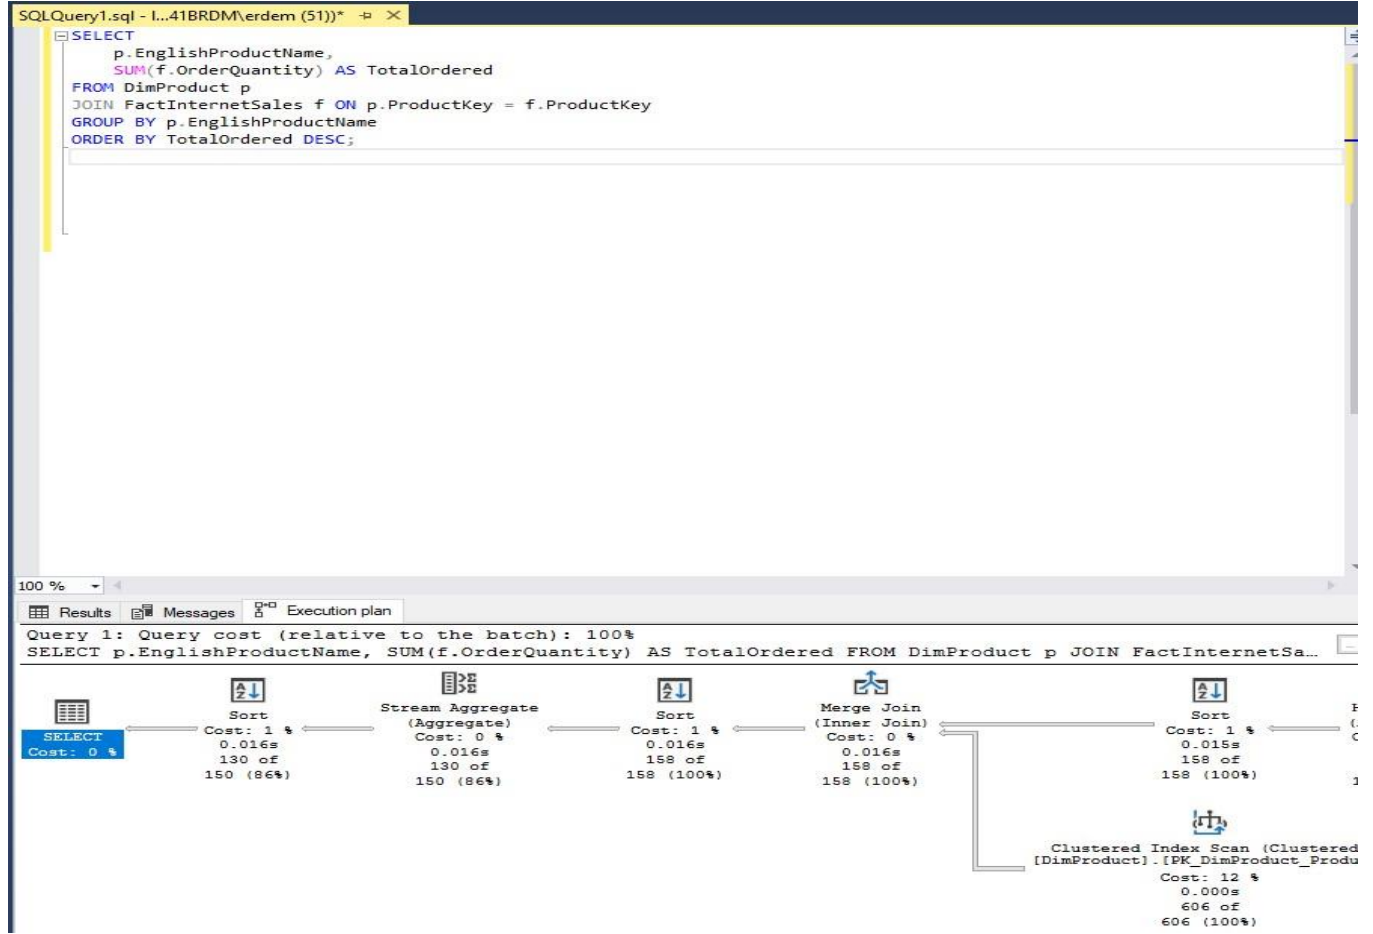 SQLQuery1.sql - l...41BRDM\erdem (51))*
SELECT
p.EnglishProductName,
SUM(f.OrderQuantity) AS TotalOrdered
FROM DimProduct p
JOIN FactInternetSales f ON p.ProductKey = f.ProductKey
GROUP BY p.EnglishProductName
ORDER BY TotalOrdered DESC;
100 %
Results Messages Execution plan
Query 1: Query cost (relative to the batch): 100%
SELECT p.EnglishProductName, SUM(f.OrderQuantity) AS TotalOrdered FROM DimProduct p JOIN FactInternetSa…
SELECT
Cost: 0 %
Sort
Cost: 1 %
0.016s
130 of
150 (86%)
Stream Aggregate
(Aggregate)
Cost: 0 %
0.016s
130 of
150 (86%)
Sort
Cost: 1 %
0.016s
158 of
158 (100%)
Merge Join
(Inner Join)
Cost: 0 %
0.016s
158 of
158 (100%)
Sort
Cost: 1 %
0.015s
158 of
158 (100%)
Clustered Index Scan (Clustered
[DimProduct].[PK_DimProduct_Produ
Cost: 12 %
0.000s
606 of
606 (100%)